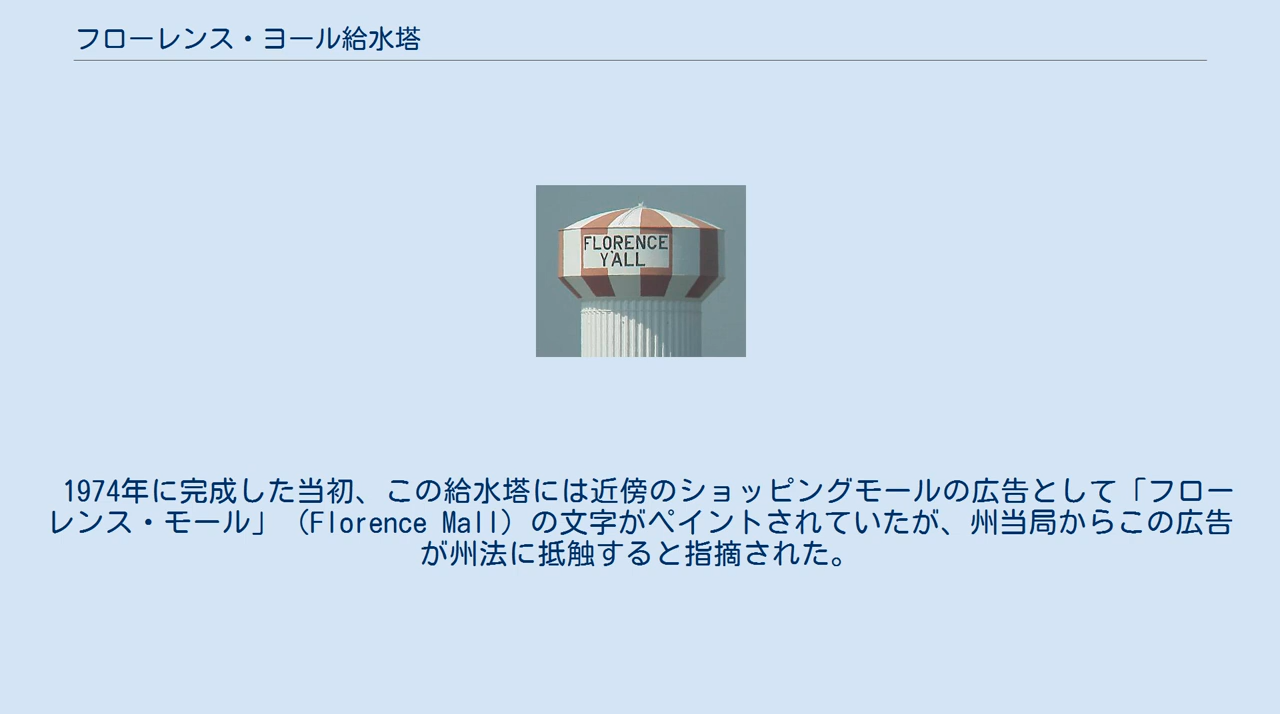 フローレンス・ヨール給水塔
FLORENCE
Y'ALL
1974年に完成した当初、この給水塔には近傍のショッピングモールの広告として「フロー
レンス・モール」（Florence Mall）の文字がペイントされていたが、州当局からこの広告
が州法に抵触すると指摘された。